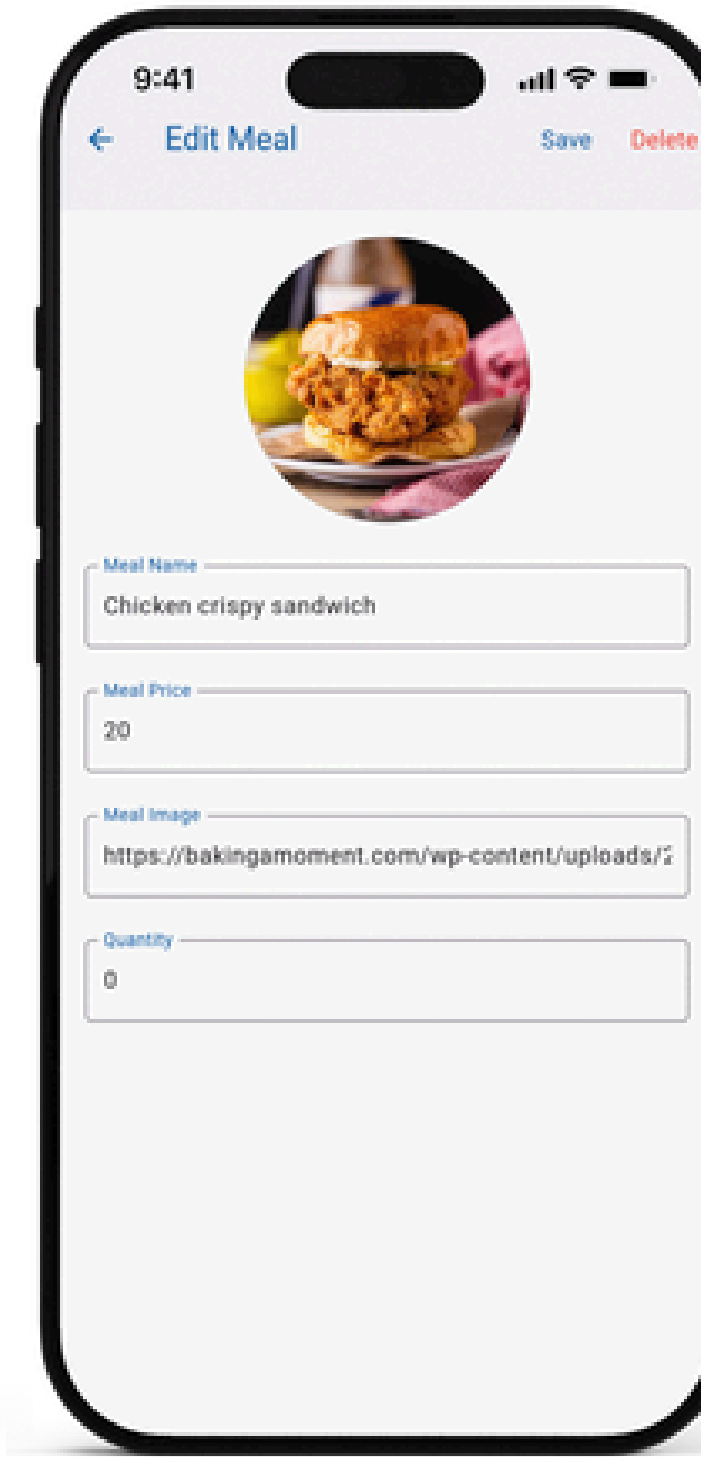 9:41
Edit Meal Save Delete
Meal Name
Chicken crispy sandwich
Meal Price
20
Meal Image
https://bakingamoment.com/wp-content/uploads/2
Quantity
0